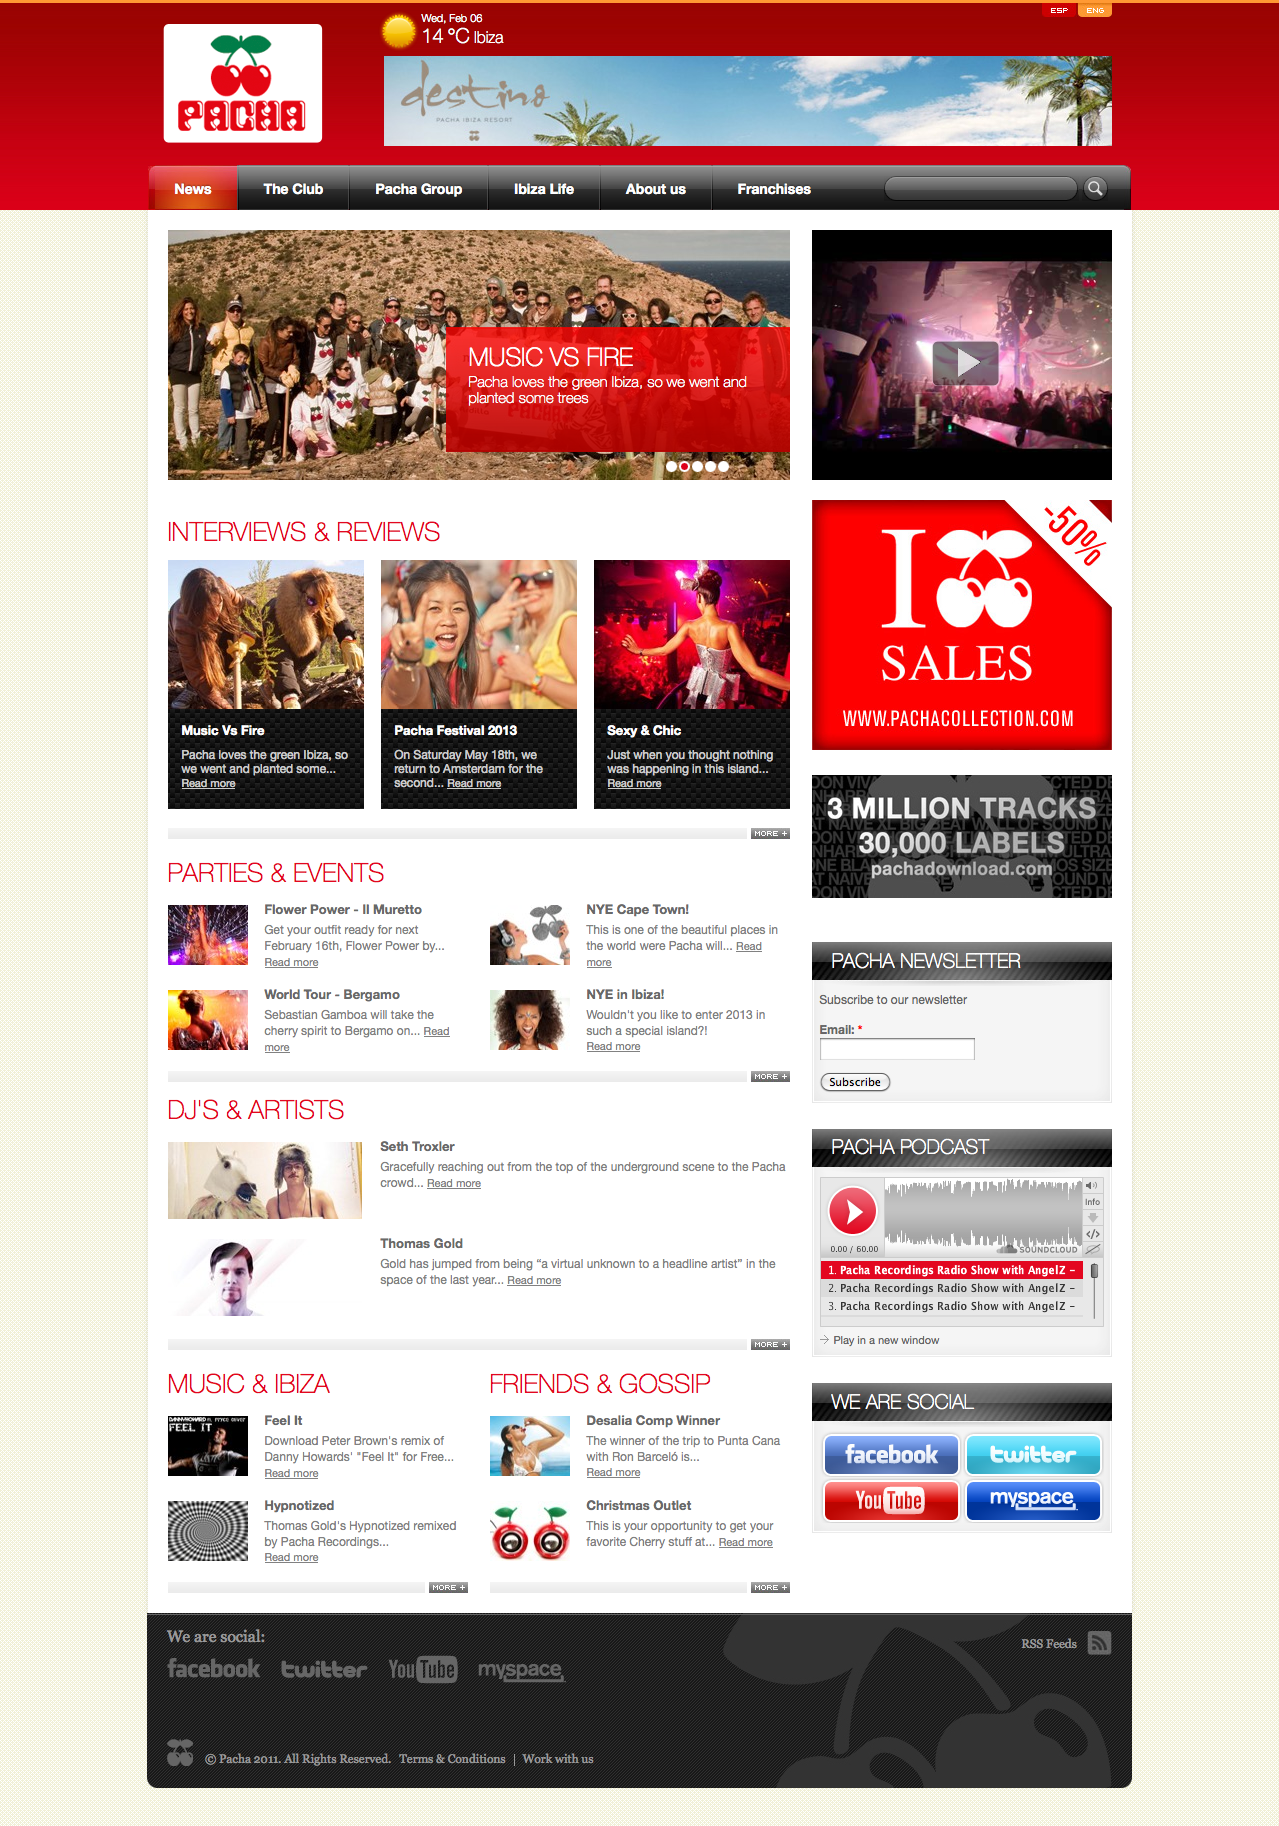 ESP ENG
Wed, Feb 06
14 ºC Ibiza
PACHA
destino
PACHA IBIZA RESORT
News The Club Pacha Group Ibiza Life About us Franchises
MUSIC VS FIRE
Pacha loves the green Ibiza, so we went and
planted some trees
INTERVIEWS & REVIEWS
Music Vs Fire
Pacha loves the green Ibiza, so
we went and planted some...
Read more
Pacha Festival 2013
On Saturday May 18th, we
return to Amsterdam for the
second... Read more
Sexy & Chic
Just when you thought nothing
was happening in this island...
Read more
MORE +
PARTIES & EVENTS
Flower Power - Il Muretto
Get your outfit ready for next
February 16th, Flower Power by...
Read more
NYE Cape Town!
This is one of the beautiful places in
the world were Pacha will... Read
more
World Tour - Bergamo
Sebastian Gamboa will take the
cherry spirit to Bergamo on... Read
more
NYE in Ibiza!
Wouldn't you like to enter 2013 in
such a special island?!
Read more
MORE +
DJ'S & ARTISTS
Seth Troxler
Gracefully reaching out from the top of the underground scene to the Pacha
crowd... Read more
Thomas Gold
Gold has jumped from being “a virtual unknown to a headline artist” in the
space of the last year... Read more
MORE +
MUSIC & IBIZA
FEEL IT
Feel It
Download Peter Brown's remix of
Danny Howards' "Feel It" for Free...
Read more
Hypnotized
Thomas Gold's Hypnotized remixed
by Pacha Recordings...
Read more
MORE +
FRIENDS & GOSSIP
Desalia Comp Winner
The winner of the trip to Punta Cana
with Ron Barceló is...
Read more
Christmas Outlet
This is your opportunity to get your
favorite Cherry stuff at... Read more
MORE +
-50%
I
SALES
WWW.PACHACOLLECTION.COM
3 MILLION TRACKS
30,000 LABELS
pachadownload.com
PACHA NEWSLETTER
Subscribe to our newsletter
Email: *
Subscribe
PACHA PODCAST
Info
0.00 / 60.00
SOUNDCLOUD
1. Pacha Recordings Radio Show with AngelZ -
2. Pacha Recordings Radio Show with AngelZ -
3. Pacha Recordings Radio Show with AngelZ -
Play in a new window
WE ARE SOCIAL
facebook twitter
YouTube myspace
We are social:
facebook twitter YouTube myspace
RSS Feeds
© Pacha 2011. All Rights Reserved. Terms & Conditions | Work with us